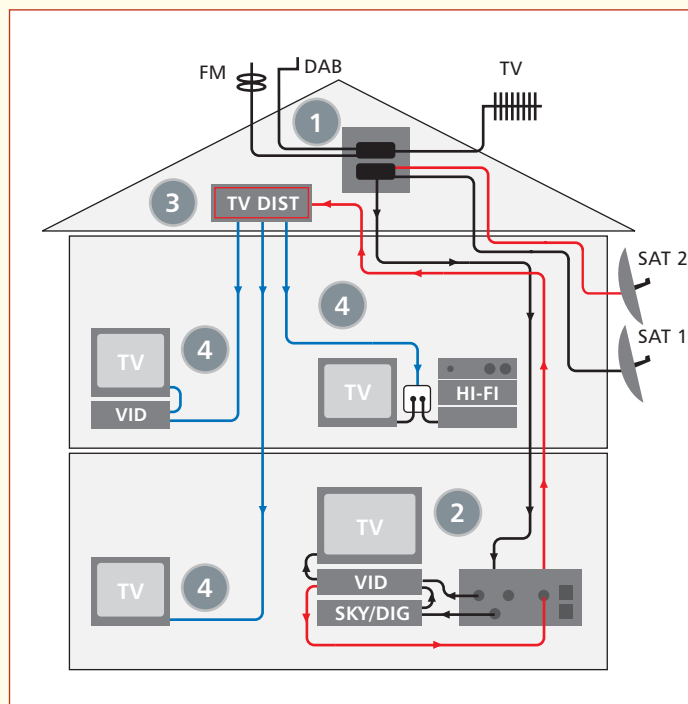 FM
DAB
TV
1
3
TV DIST
SAT 2
4
SAT 1
4
TV
TV
VID
HI-FI
2
TV
4
TV
VID
SKY/DIG